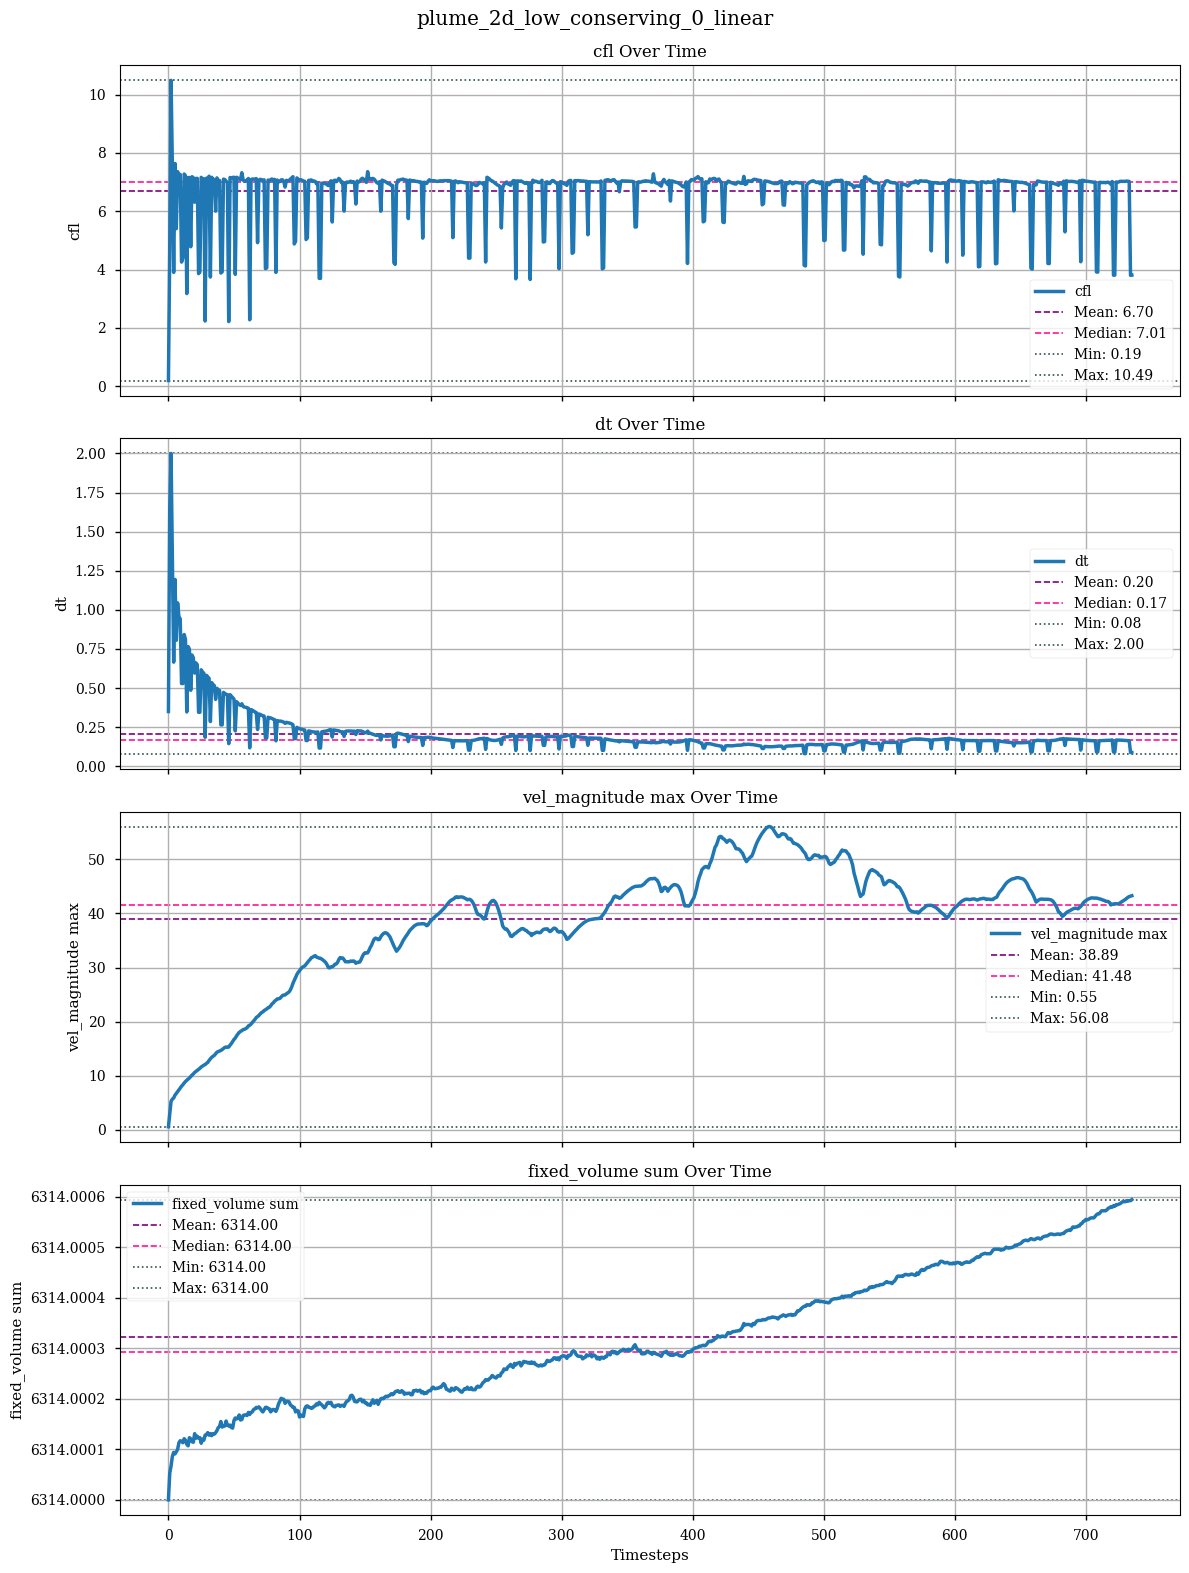 plume_2d_low_conserving_0_linear
cfl Over Time
10
8
6
4
2
0
cfl
cfl
Mean: 6.70
Median: 7.01
Min: 0.19
Max: 10.49
dt Over Time
2.00
1.75
1.50
1.25
1.00
0.75
0.50
0.25
0.00
dt
dt
Mean: 0.20
Median: 0.17
Min: 0.08
Max: 2.00
vel_magnitude max Over Time
50
40
30
20
10
0
vel_magnitude max
vel_magnitude max
Mean: 38.89
Median: 41.48
Min: 0.55
Max: 56.08
fixed_volume sum Over Time
6314.0006
6314.0005
6314.0004
6314.0003
6314.0002
6314.0001
6314.0000
fixed_volume sum
fixed_volume sum
Mean: 6314.00
Median: 6314.00
Min: 6314.00
Max: 6314.00
0 100 200 300 400 500 600 700
Timesteps